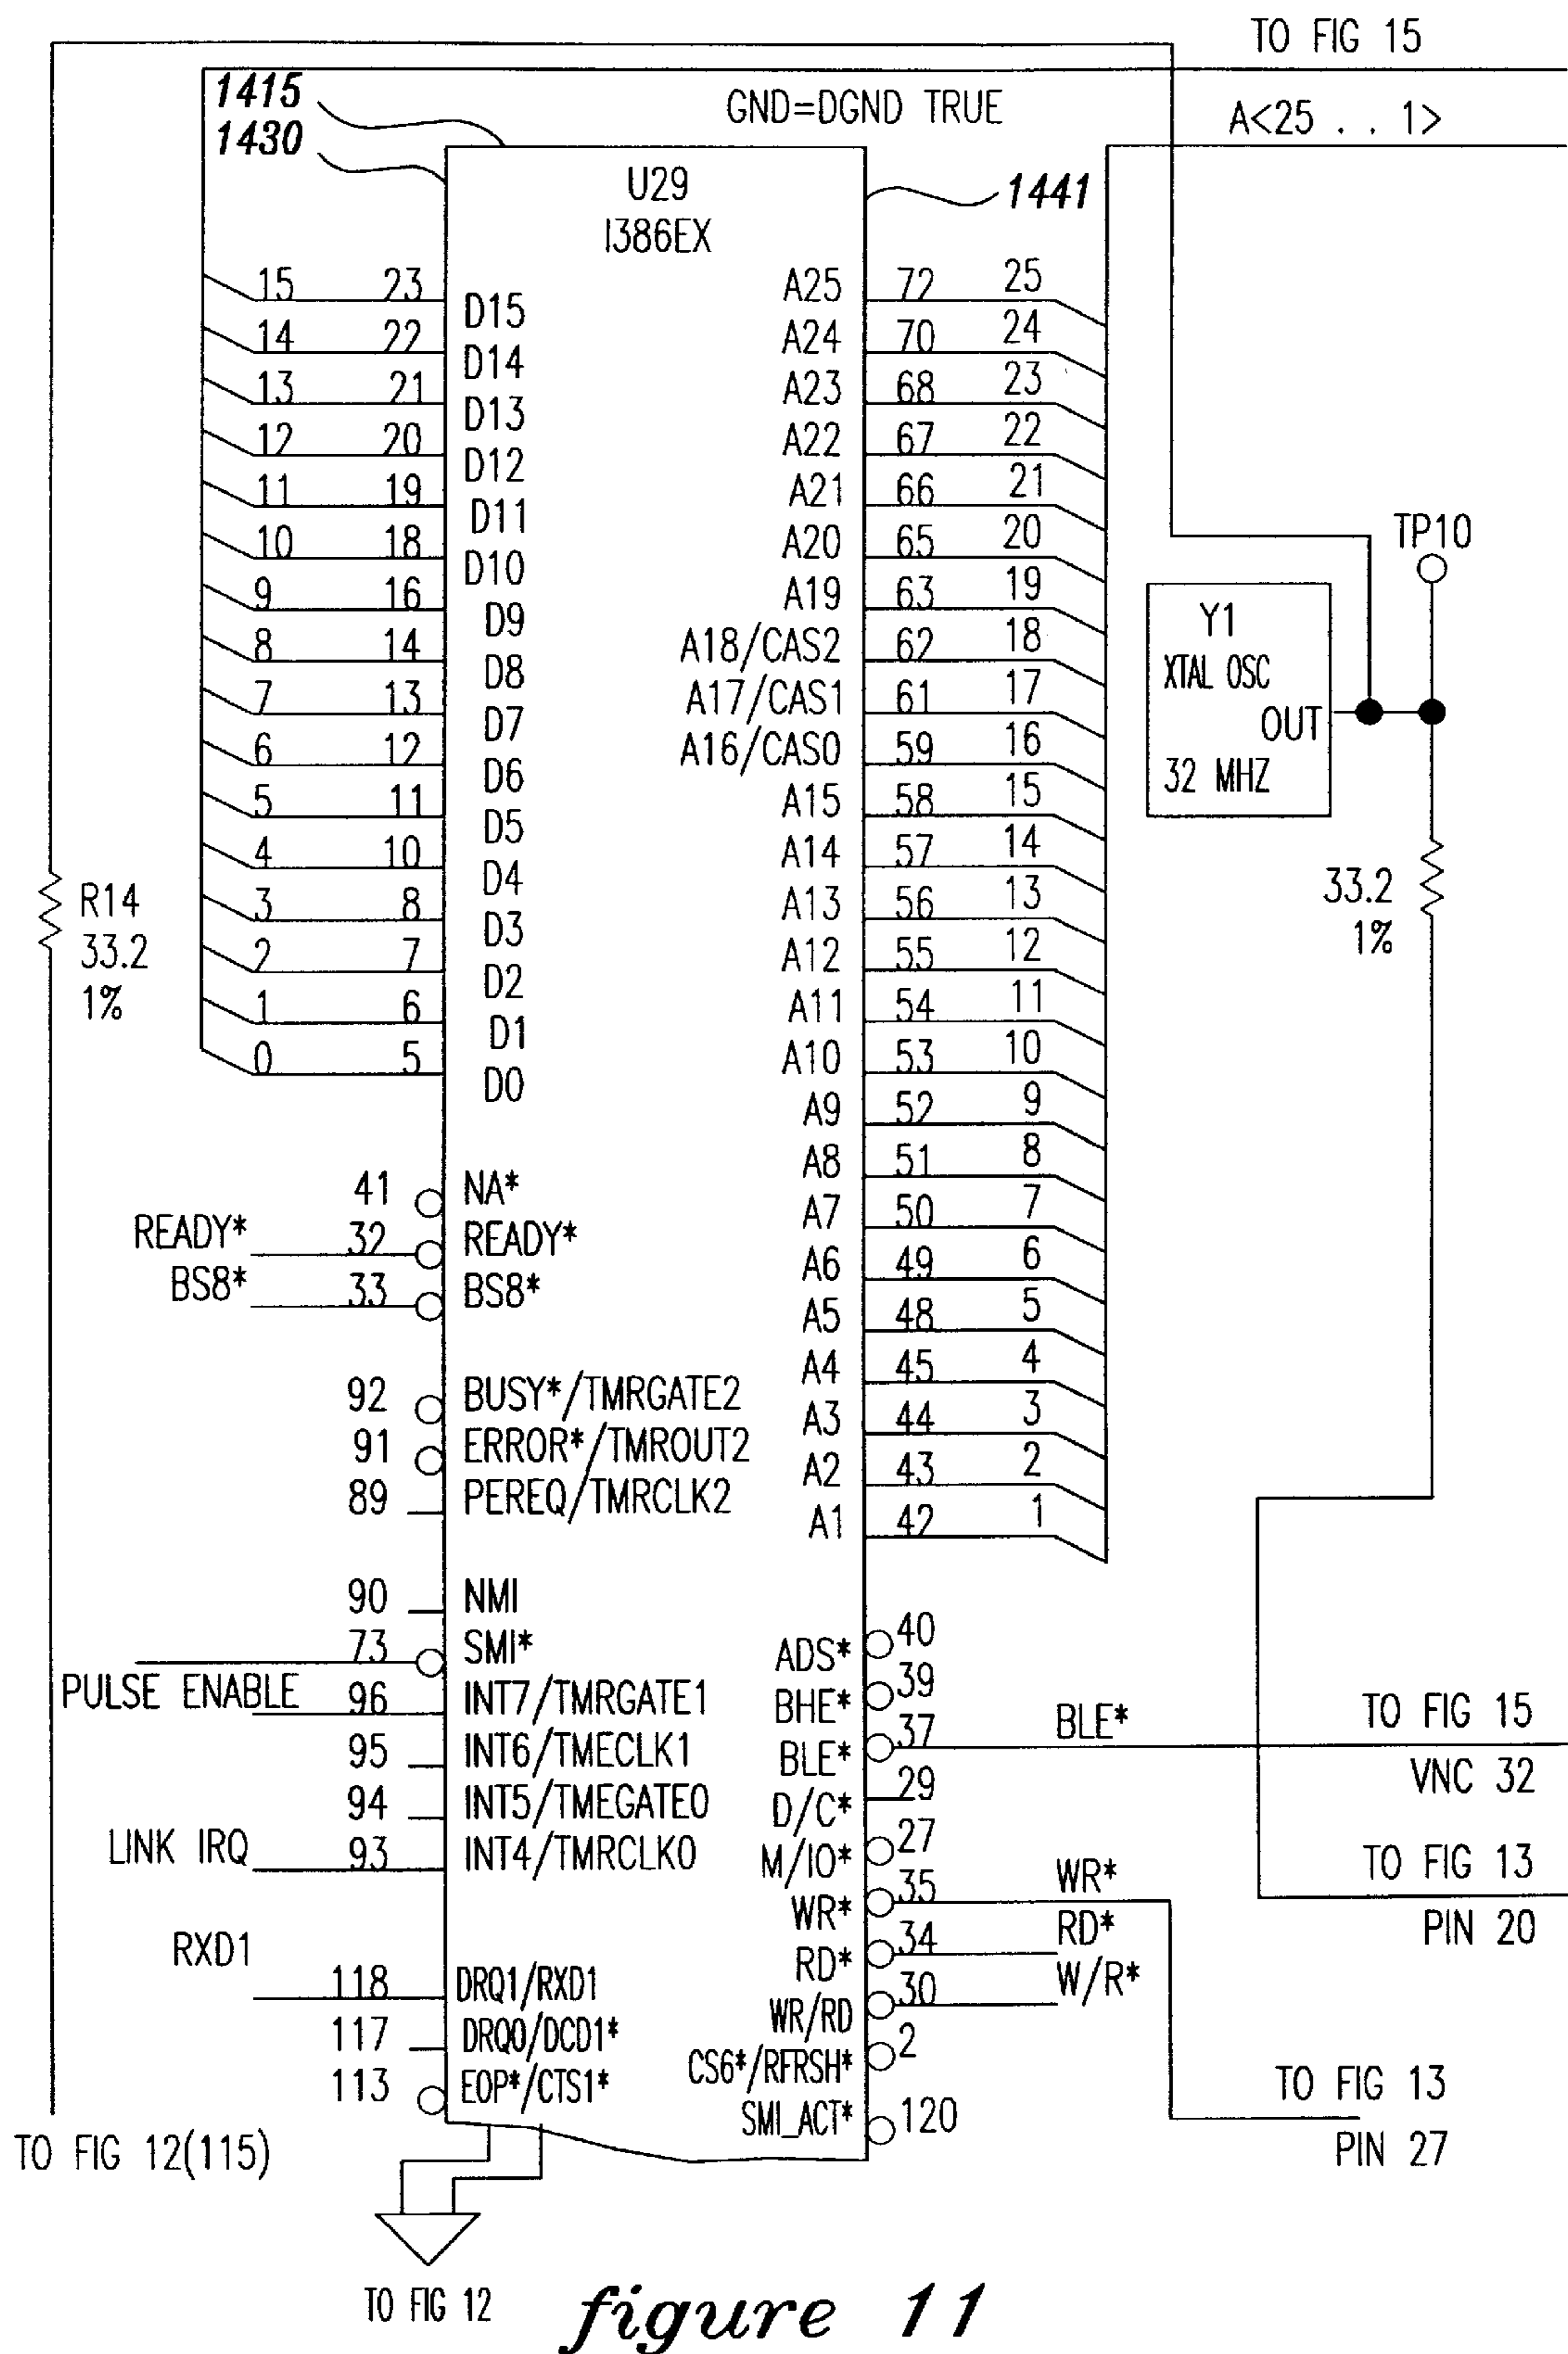 TO FIG 15
1415
GND=DGND TRUE
A<25 . . 1>
1430
U29
1441
I386EX
15 23 D15
14 22 D14
13 21 D13
12 20 D12
11 19 D11
10 18 D10
9 16 D9
8 14 D8
7 13 D7
6 12 D6
5 11 D5
4 10 D4
3 8 D3
2 7 D2
1 6 D1
0 5 D0
A25 72 25
A24 70 24
A23 68 23
A22 67 22
A21 66 21
A20 65 20
A19 63 19
A18/CAS2 62 18
A17/CAS1 61 17
A16/CAS0 59 16
A15 58 15
A14 57 14
A13 56 13
A12 55 12
A11 54 11
A10 53 10
A9 52 9
A8 51 8
A7 50 7
A6 49 6
A5 48 5
A4 45 4
A3 44 3
A2 43 2
A1 42 1
TP10
Y1
XTAL OSC
OUT
32 MHZ
33.2
1%
R14
33.2
1%
41 NA*
READY* 32 READY*
BS8* 33 BS8*
92 BUSY*/TMRGATE2
91 ERROR*/TMROUT2
89 PEREQ/TMRCLK2
90 NMI
73 SMI*
PULSE ENABLE 96 INT7/TMRGATE1
95 INT6/TMECLK1
94 INT5/TMEGATE0
LINK IRQ 93 INT4/TMRCLK0
RXD1
118 DRQ1/RXD1
117 DRQ0/DCD1*
113 EOP*/CTS1*
ADS* 40
BHE* 39
BLE* 37 BLE* TO FIG 15
VNC 32
D/C* 29
M/IO* 27
TO FIG 13
PIN 20
WR* 35 WR*
RD* 34 RD*
WR/RD 30 W/R*
CS6*/RFRSH* 2
SMI_ACT* 120
TO FIG 13
PIN 27
TO FIG 12(115)
TO FIG 12
figure 11